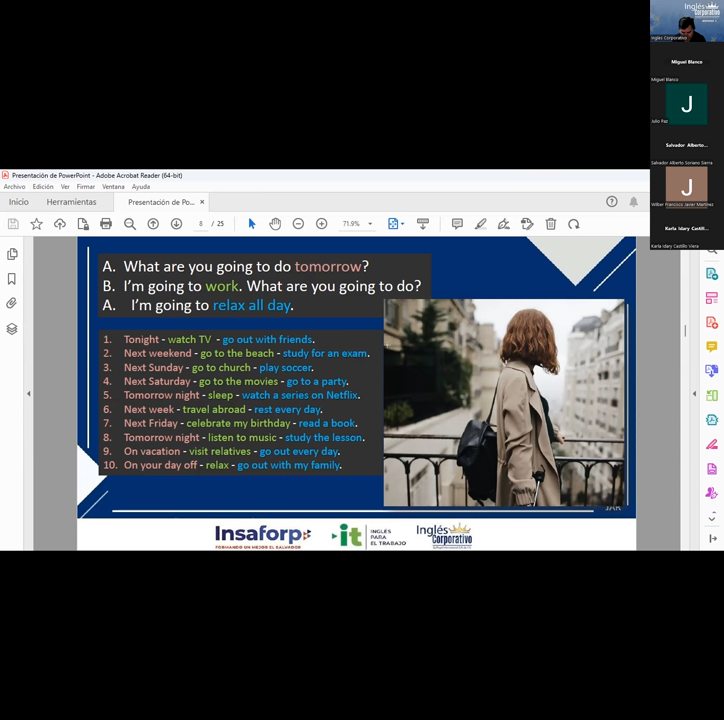 Inglés
Corporativo
Ingles Corporativo
Miguel Blanco
Miguel Blanco
J
Julio Paz
Salvador Alberto...
Salvador Alberto Soriano Sierra
J
Wilber Francisco Javier Martinez
Karla Idary Castill...
Karla Idary Castillo Viera
Presentación de PowerPoint - Adobe Acrobat Reader (64-bit)
Archivo Edición Ver Firmar Ventana Ayuda
Inicio Herramientas Presentación de Po... ×
8 / 25 71.9%
A. What are you going to do tomorrow?
B. I'm going to work. What are you going to do?
A. I'm going to relax all day.
1. Tonight - watch TV - go out with friends.
2. Next weekend - go to the beach - study for an exam.
3. Next Sunday - go to church - play soccer.
4. Next Saturday - go to the movies - go to a party.
5. Tomorrow night - sleep - watch a series on Netflix.
6. Next week - travel abroad - rest every day.
7. Next Friday - celebrate my birthday - read a book.
8. Tomorrow night - listen to music - study the lesson.
9. On vacation - visit relatives - go out every day.
10. On your day off - relax - go out with my family.
JAR
Insaforp
FORMANDO UN MEJOR EL SALVADOR
it
INGLÉS
PARA
EL TRABAJO
Inglés
Corporativo